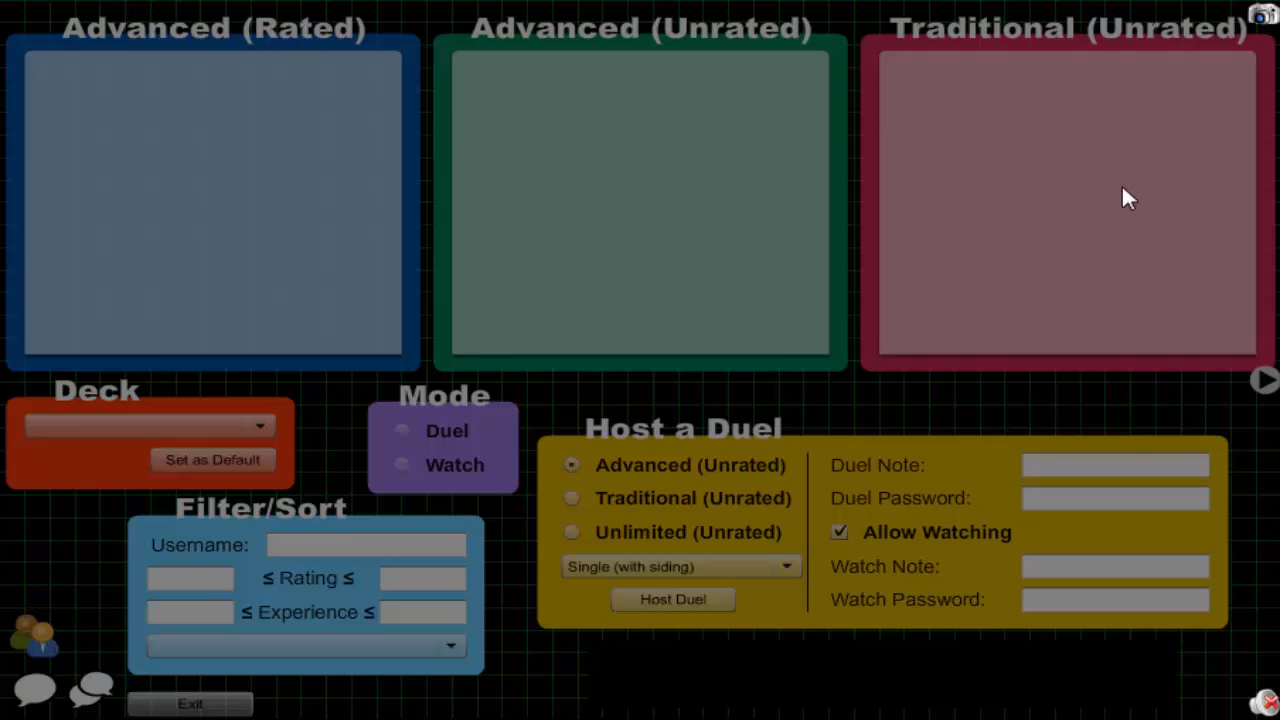 Advanced (Rated)
Advanced (Unrated)
Traditional (Unrated)
Deck
Set as Default
Mode
Duel
Watch
Filter/Sort
Username:
≤ Rating ≤
≤ Experience ≤
Exit
Host a Duel
Advanced (Unrated)
Traditional (Unrated)
Unlimited (Unrated)
Single (with siding)
Host Duel
Duel Note:
Duel Password:
Allow Watching
Watch Note:
Watch Password: